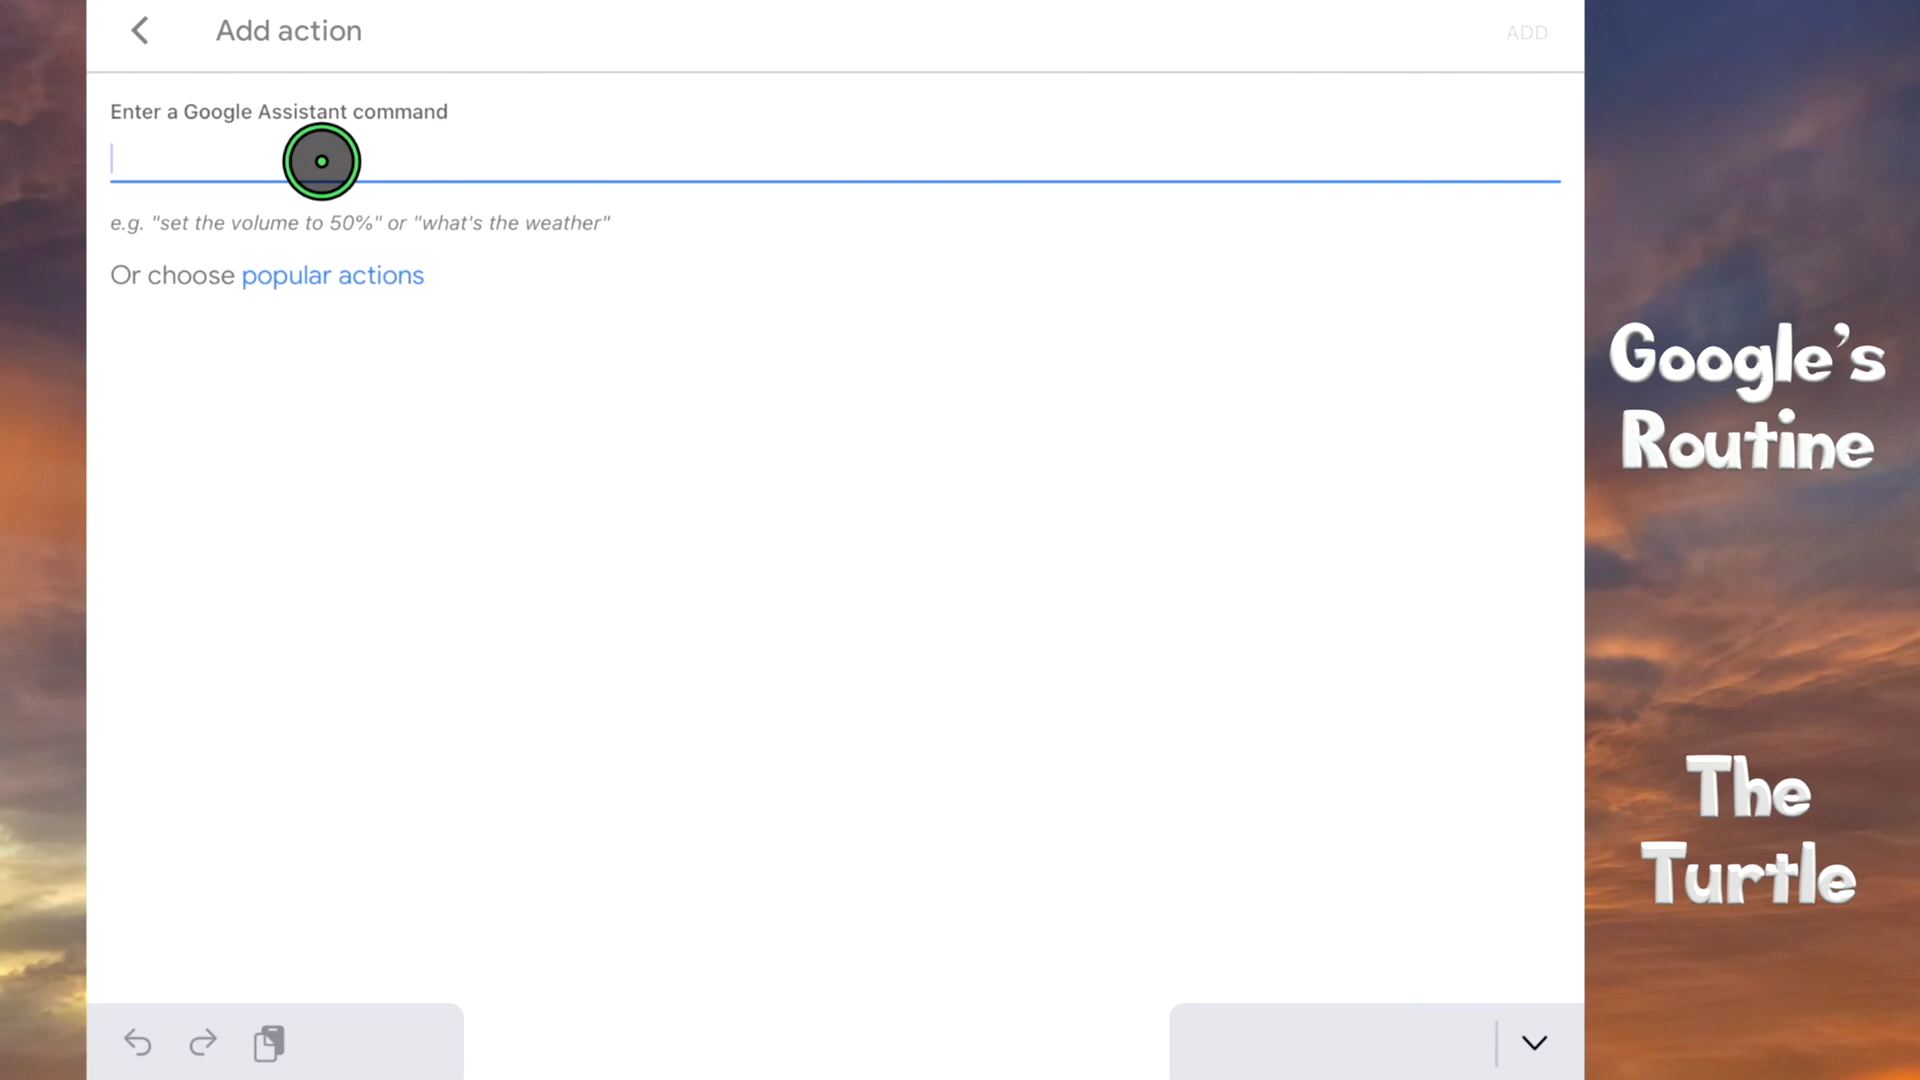 Add action
ADD
Enter a Google Assistant command
e.g. "set the volume to 50%" or "what's the weather"
Or choose popular actions
Google's
Routine
The
Turtle